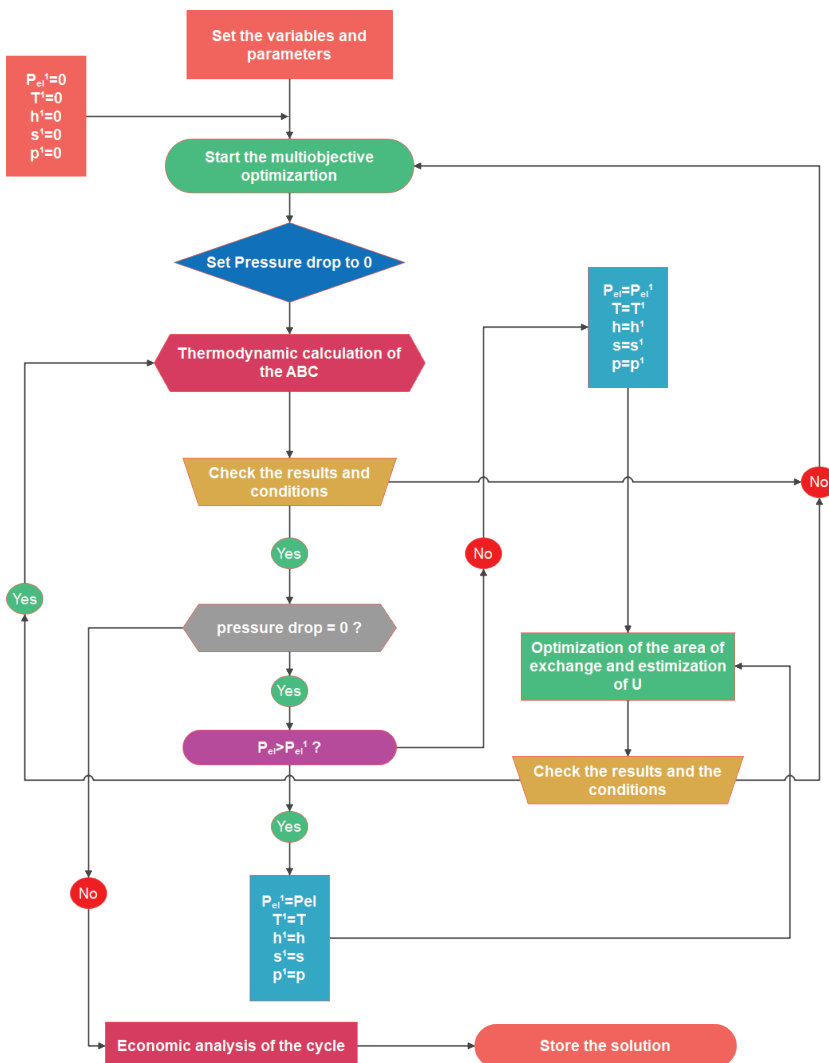 Set the variables and
parameters
Pₑₗ¹=0
T¹=0
h¹=0
s¹=0
p¹=0
Start the multiobjective
optimizartion
Set Pressure drop to 0
Pₑₗ=Pₑₗ¹
T=T¹
h=h¹
s=s¹
p=p¹
Thermodynamic calculation of
the ABC
Check the results and
conditions
No
Yes
No
Yes
pressure drop = 0 ?
Optimization of the area of
exchange and estimization
of U
Yes
Pₑₗ>Pₑₗ¹ ?
Check the results and the
conditions
Yes
No
Pₑₗ¹=Pel
T¹=T
h¹=h
s¹=s
p¹=p
Economic analysis of the cycle
Store the solution